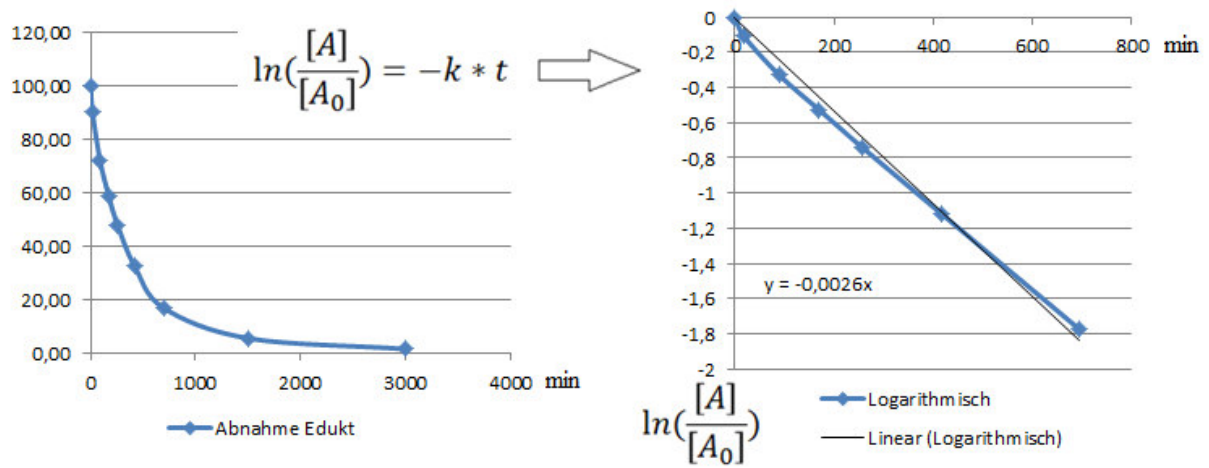 120,00
100,00
80,00
60,00
40,00
20,00
0,00
0 1000 2000 3000 4000 min
Abnahme Edukt
ln([A]/[A₀]) = −k * t
0
-0,2
-0,4
-0,6
-0,8
-1
-1,2
-1,4
-1,6
-1,8
-2
0 200 400 600 800 min
y = -0,0026x
ln([A]/[A₀])
Logarithmisch
Linear (Logarithmisch)